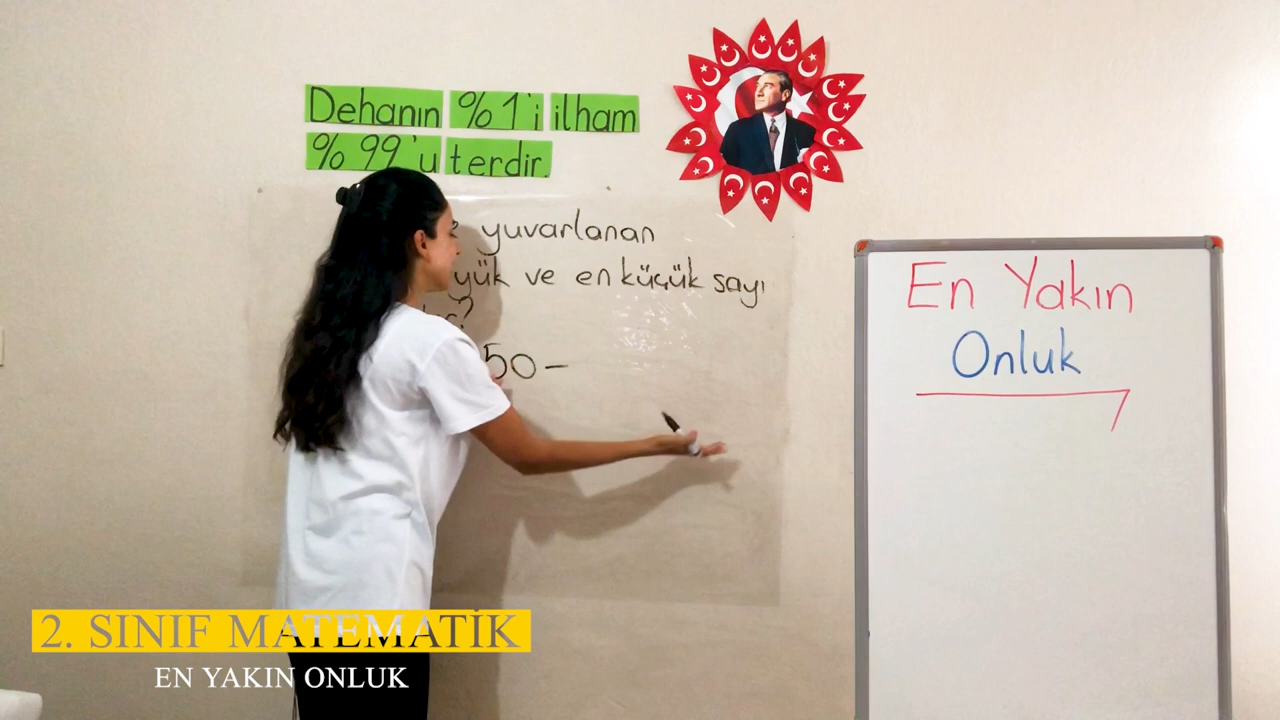 Dehanın %1'i ilham
%99'u terdir.
yuvarlanan
yük ve en küçük sayı
50 –
En Yakın
Onluk
2. SINIF MATEMATİK
EN YAKIN ONLUK